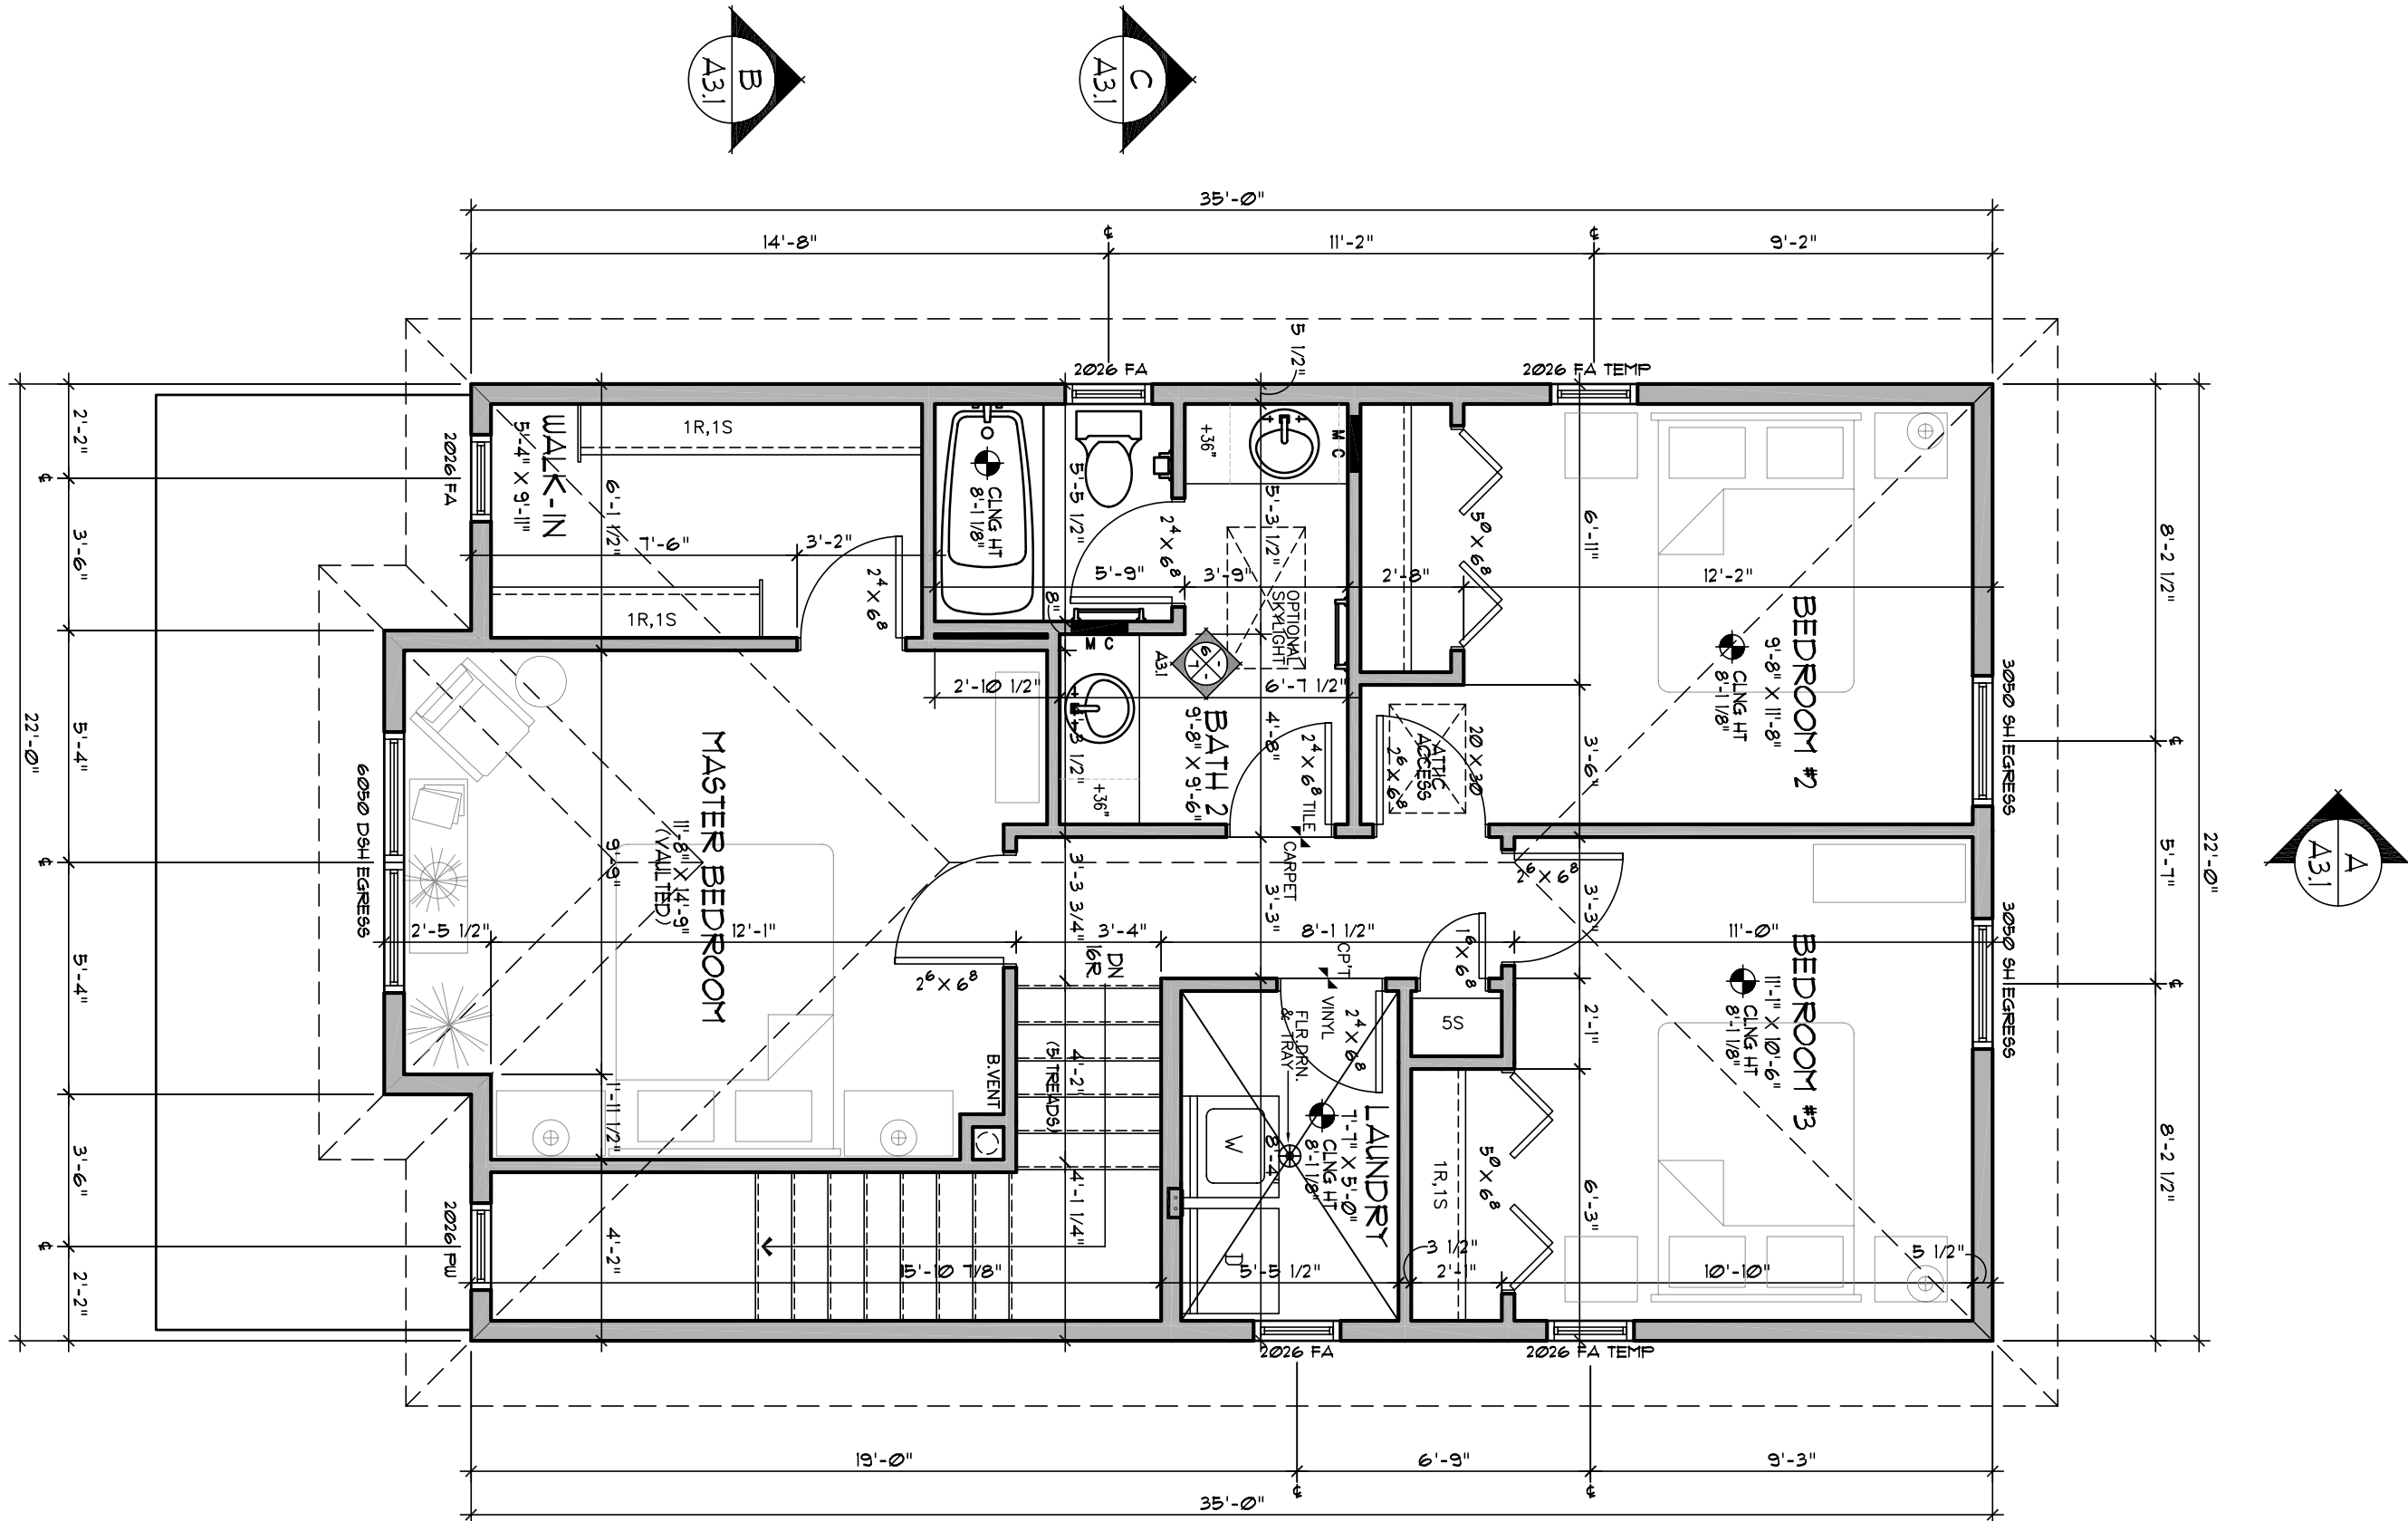 B
A3.1
C
A3.1
35'-0"
14'-8"
11'-2"
9'-2"
2026 FA
2026 FA TEMP
5 1/2"
WALK-IN
5'-4" X 9'-11"
1R,1S
1R,1S
6'-1 1/2"
7'-6"
3'-2"
2⁴ X 6⁸
CLNG HT
8'-1 1/8"
5'-5 1/2"
2⁴ X 6⁸
5'-9"
8"
+36"
M C
5'-3 1/2"
3'-9"
OPTIONAL
SKYLIGHT
2'-8"
5⁰ X 6⁸
6'-11"
12'-2"
BEDROOM #2
9'-8" X 11'-8"
CLNG HT
8'-1 1/8"
M C
6
7
-
-
A3.1
2'-10 1/2"
6'-7 1/2"
4'-3 1/2"
+36"
BATH 2
9'-8" X 9'-6"
4'-8"
2⁴ X 6⁸
TILE
CARPET
ATTIC
ACCESS
20 X 30
2⁶ X 6⁸
3'-6"
2026 FA
6050 DSH EGRESS
2026 PW
2'-2"
3'-6"
5'-4"
5'-4"
3'-6"
2'-2"
22'-0"
MASTER BEDROOM
11'-8" X 14'-9"
(VAULTED)
9'-9"
2'-5 1/2"
12'-1"
3'-4"
8'-1 1/2"
11'-0"
3'-3 3/4"
3'-3"
3'-3"
2⁶ X 6⁸
2⁶ X 6⁸
1⁶ X 6⁸
DN
16R
CP'T
VINYL
2⁴ X 6⁸
FLR.DRN.
& TRAY
5S
2'-1"
B.VENT
(5 TREADS)
4'-2"
1'-11 1/2"
4'-1 1/4"
4'-2"
15'-10 7/8"
W
D
8'-4"
LAUNDRY
7'-7" X 5'-0"
CLNG HT
8'-1 1/8"
5'-5 1/2"
3 1/2"
2'-1"
1R,1S
5⁰ X 6⁸
6'-3"
BEDROOM #3
11'-1" X 10'-6"
CLNG HT
8'-1 1/8"
10'-10"
5 1/2"
3050 SH EGRESS
3050 SH EGRESS
8'-2 1/2"
5'-7"
8'-2 1/2"
22'-0"
A
A3.1
2026 FA
2026 FA TEMP
19'-0"
6'-9"
9'-3"
35'-0"